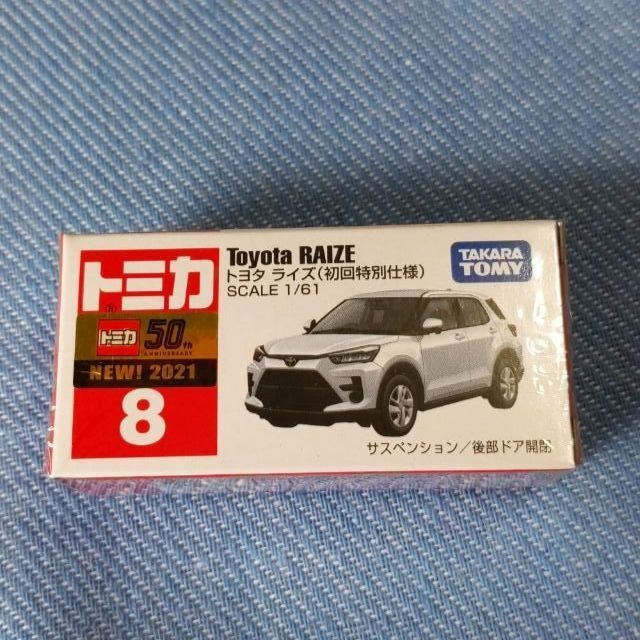 トミカ
®
トミカ 50th
ANNIVERSARY
NEW! 2021
8
Toyota RAIZE
トヨタ ライズ(初回特別仕様)
SCALE 1/61
TAKARA
TOMY
サスペンション/後部ドア開閉